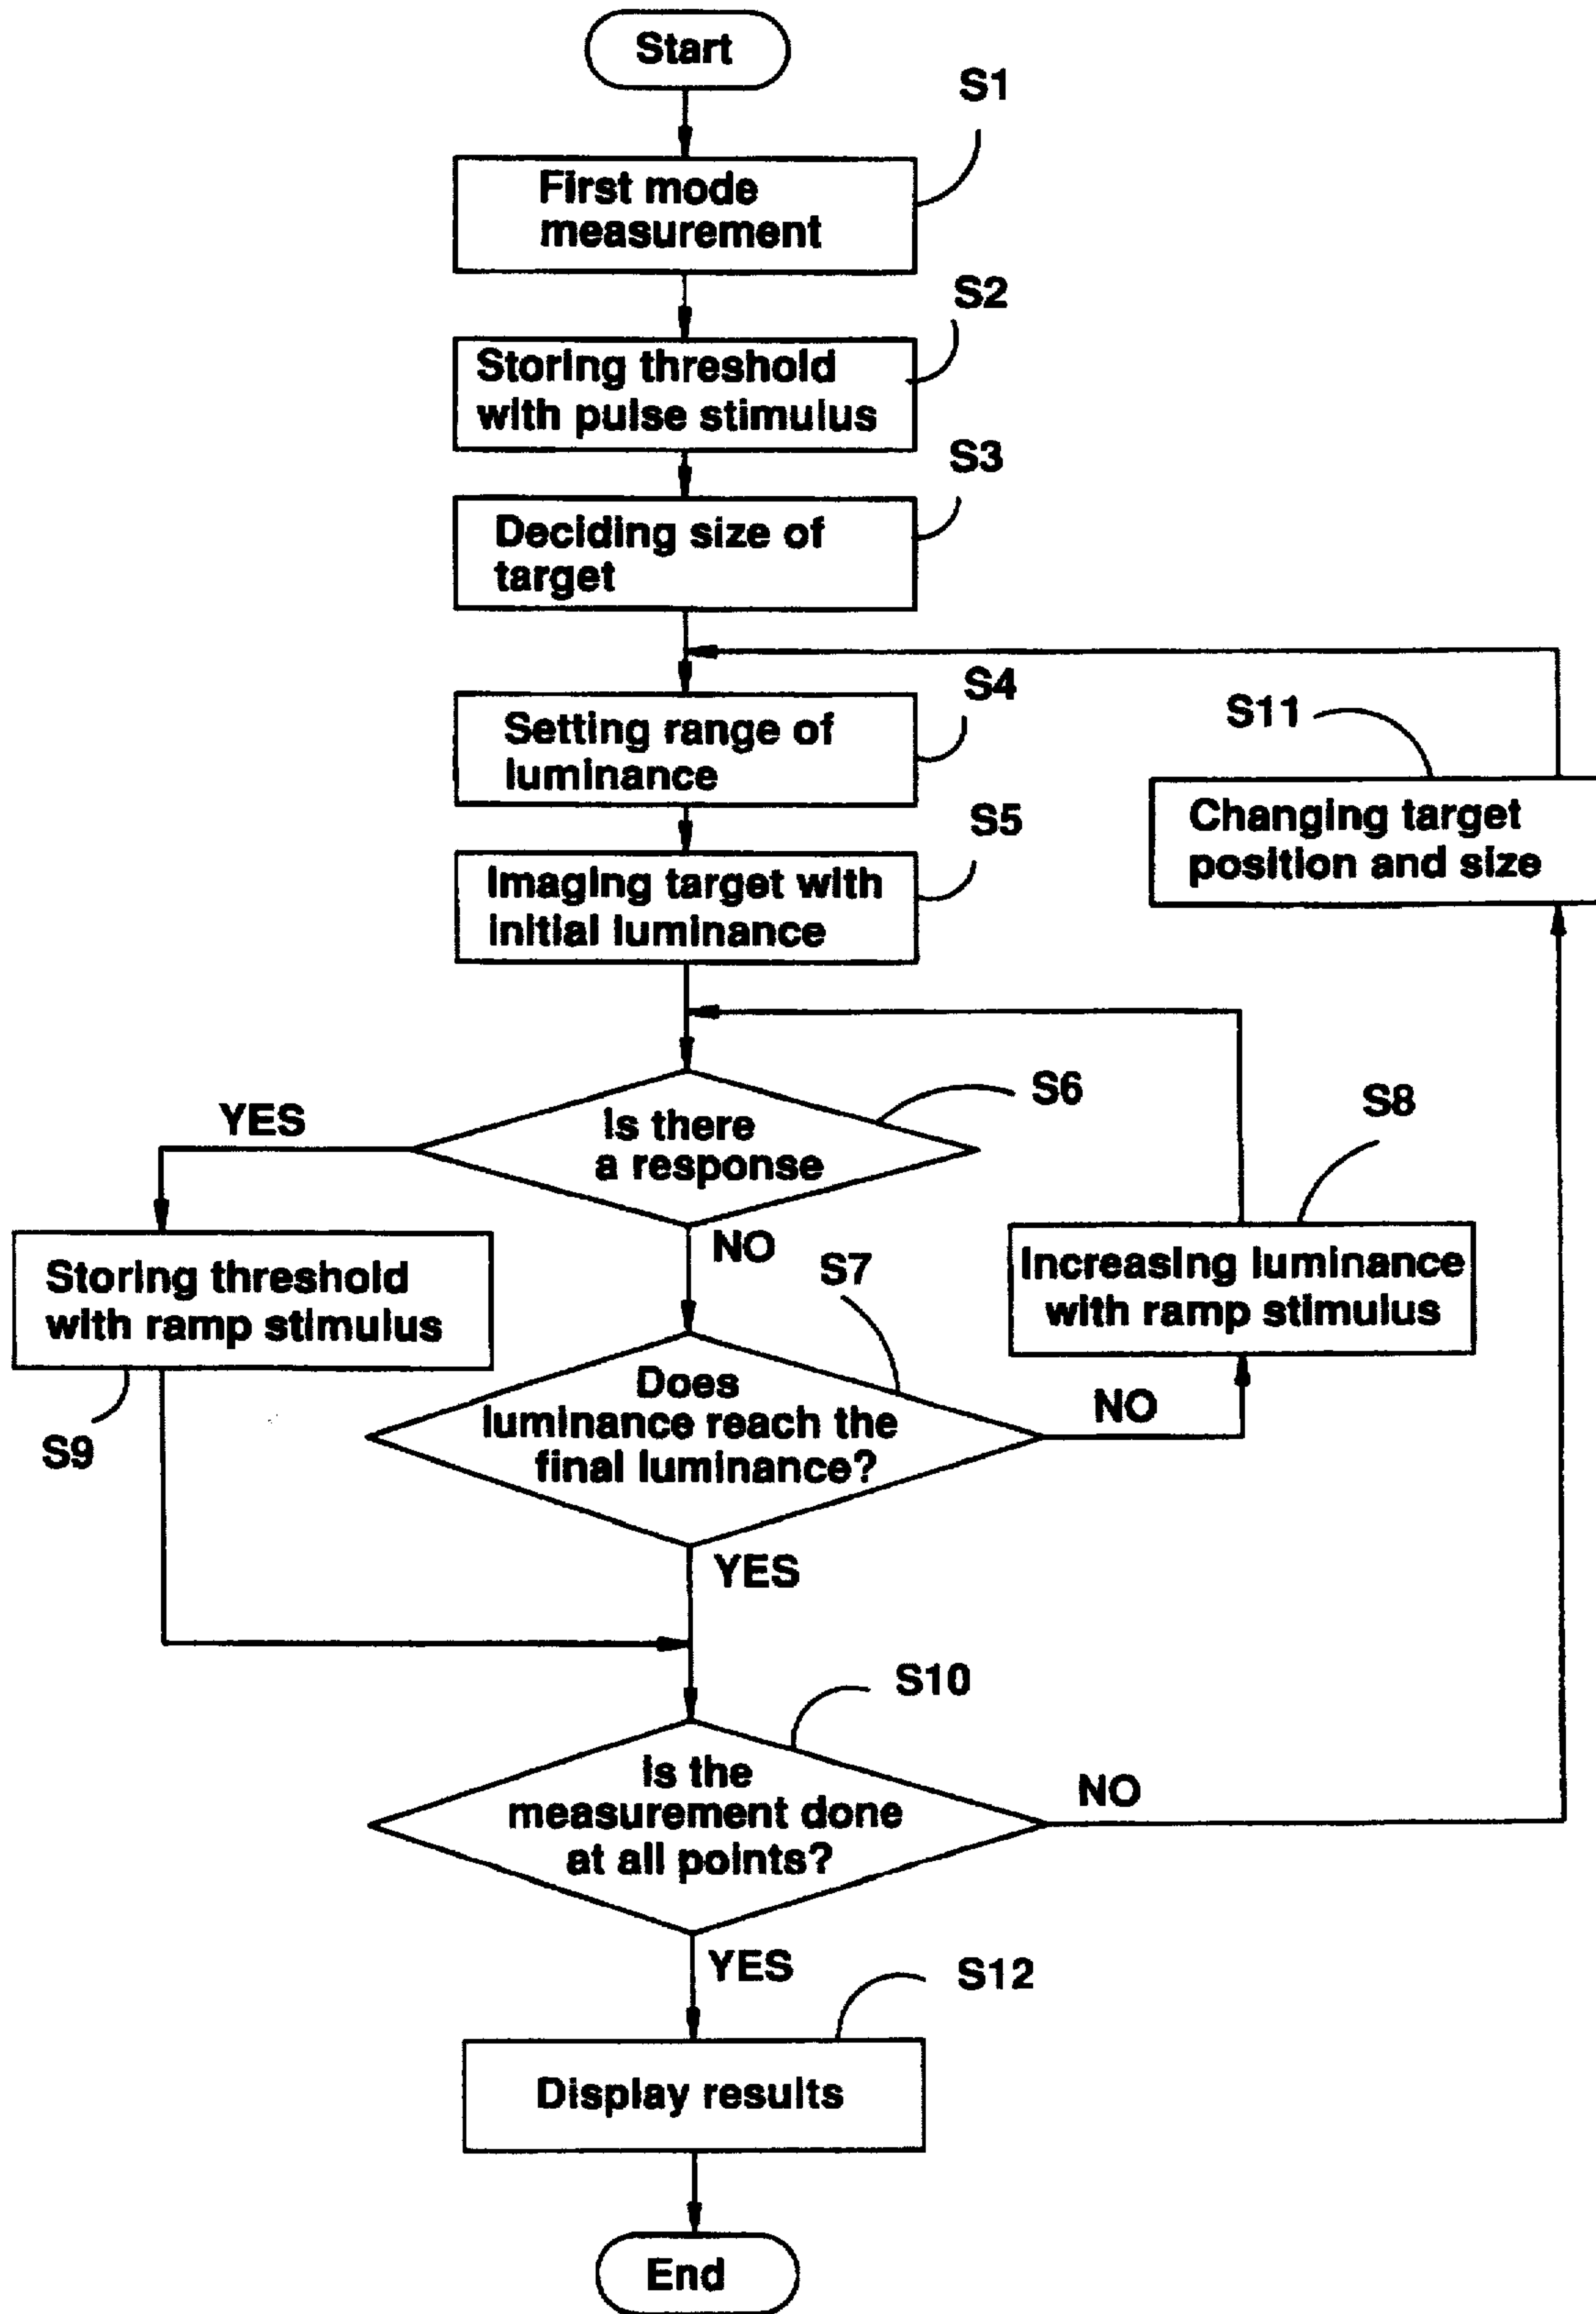 Start
S1
First mode
measurement
S2
Storing threshold
with pulse stimulus
S3
Deciding size of
target
S4
Setting range of
luminance
S11
Changing target
position and size
S5
Imaging target with
initial luminance
S6
Is there
a response
YES
NO
S8
Increasing luminance
with ramp stimulus
Storing threshold
with ramp stimulus
S9
S7
Does
luminance reach the
final luminance?
NO
YES
S10
Is the
measurement done
at all points?
NO
YES
S12
Display results
End